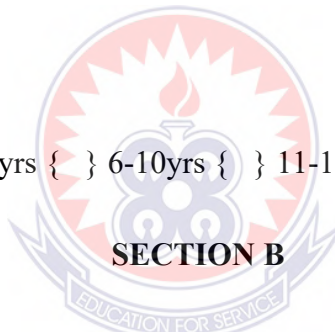 yrs { } 6-10yrs { } 11-1
SECTION B
EDUCATION FOR SERVICE